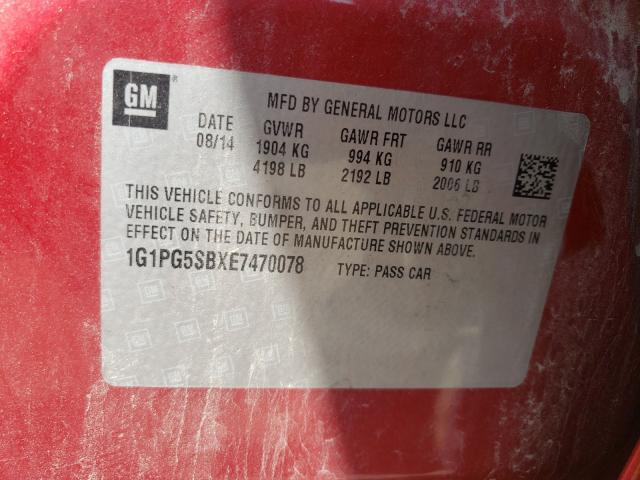 GM ®
MFD BY GENERAL MOTORS LLC
DATE GVWR GAWR FRT GAWR RR
08/14 1904 KG 994 KG 910 KG
4198 LB 2192 LB 2006 LB
THIS VEHICLE CONFORMS TO ALL APPLICABLE U.S. FEDERAL MOTOR
VEHICLE SAFETY, BUMPER, AND THEFT PREVENTION STANDARDS IN
EFFECT ON THE DATE OF MANUFACTURE SHOWN ABOVE.
1G1PG5SBXE7470078 TYPE: PASS CAR